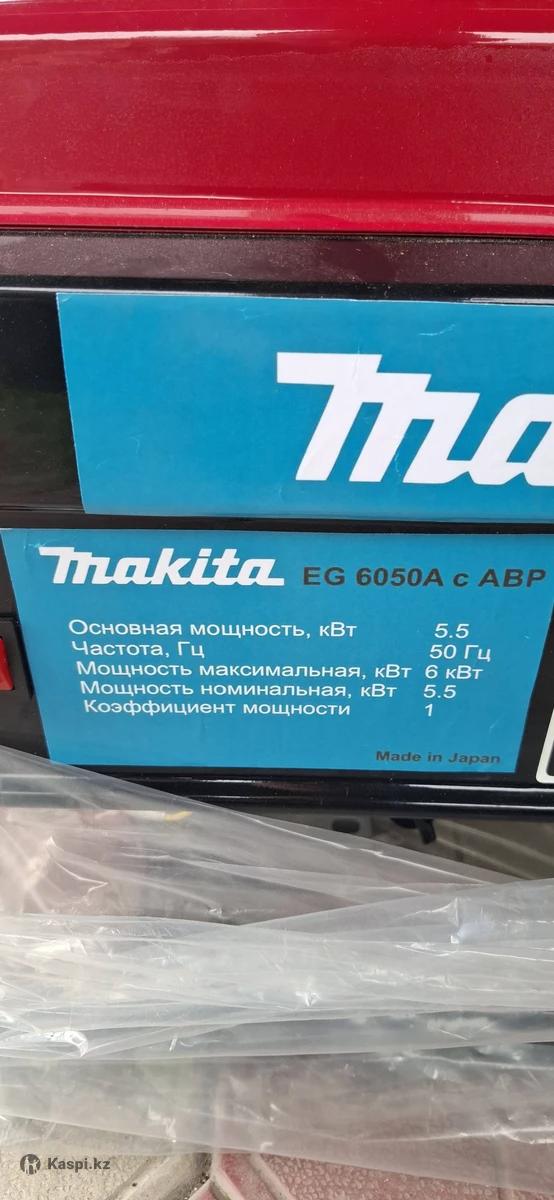 Ma
makita EG 6050A с АВР
Основная мощность, кВт 5.5
Частота, Гц 50 Гц
Мощность максимальная, кВт 6 кВт
Мощность номинальная, кВт 5.5
Коэффициент мощности 1
Made in Japan
Kaspi.kz